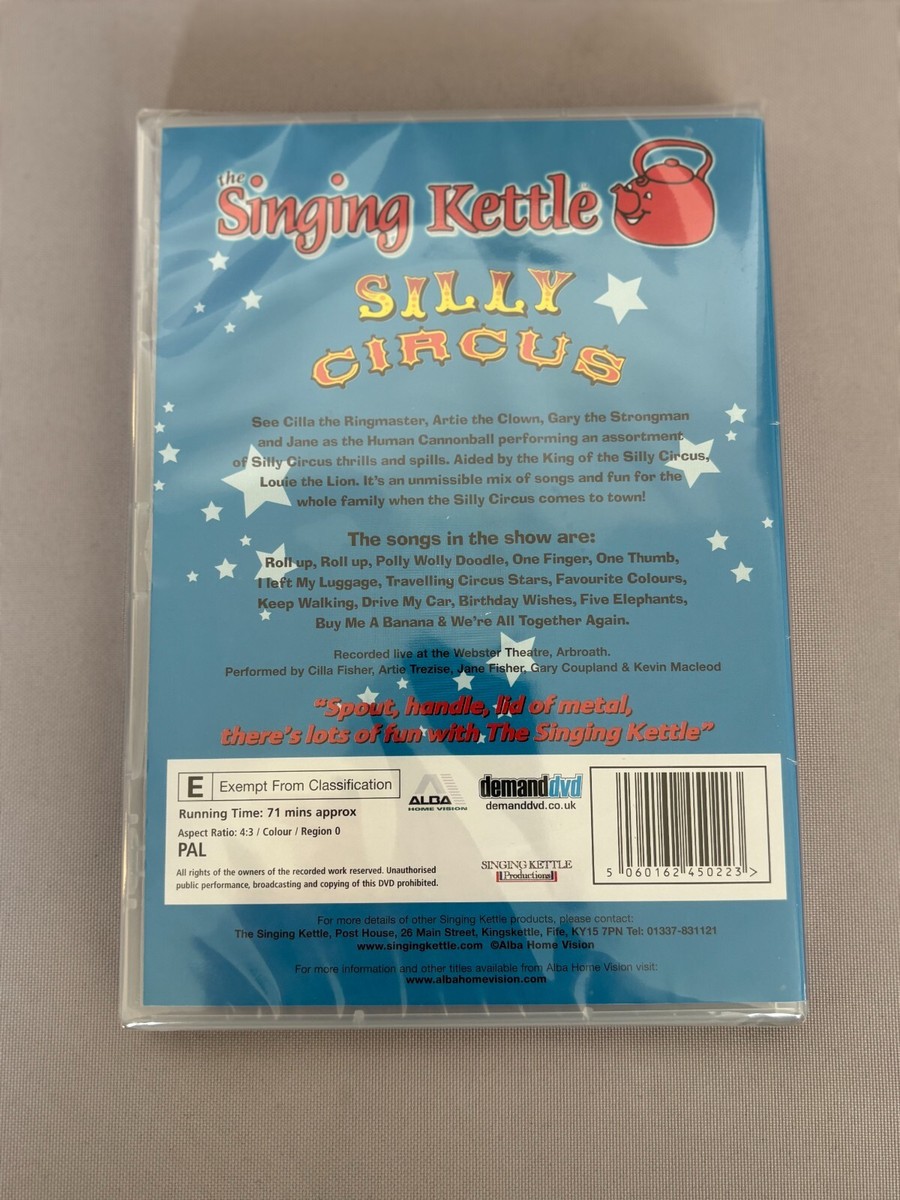 the
Singing Kettle
SILLY
CIRCUS
See Cilla the Ringmaster, Artie the Clown, Gary the Strongman
and Jane as the Human Cannonball performing an assortment
of Silly Circus thrills and spills. Aided by the King of the Silly Circus,
Louie the Lion. It's an unmissible mix of songs and fun for the
whole family when the Silly Circus comes to town!
The songs in the show are:
Roll up, Roll up, Polly Wolly Doodle, One Finger, One Thumb,
I left My Luggage, Travelling Circus Stars, Favourite Colours,
Keep Walking, Drive My Car, Birthday Wishes, Five Elephants,
Buy Me A Banana & We're All Together Again.
Recorded live at the Webster Theatre, Arbroath.
Performed by Cilla Fisher, Artie Trezise, Jane Fisher, Gary Coupland & Kevin Macleod
"Spout, handle, lid of metal,
there's lots of fun with The Singing Kettle"
E Exempt From Classification
Running Time: 71 mins approx
Aspect Ratio: 4:3 / Colour / Region 0
PAL
All rights of the owners of the recorded work reserved. Unauthorised
public performance, broadcasting and copying of this DVD prohibited.
ALBA
HOME VISION
demanddvd
demanddvd.co.uk
SINGING KETTLE
Productions
5 060162 450223 >
For more details of other Singing Kettle products, please contact:
The Singing Kettle, Post House, 26 Main Street, Kingskettle, Fife, KY15 7PN Tel: 01337-831121
www.singingkettle.com ©Alba Home Vision
For more information and other titles available from Alba Home Vision visit:
www.albahomevision.com